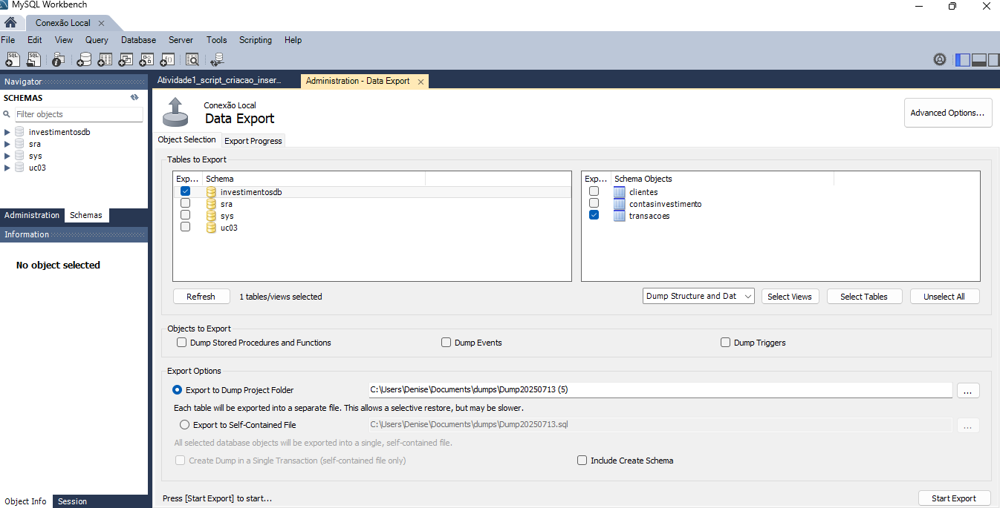 MySQL Workbench
Conexão Local
File Edit View Query Database Server Tools Scripting Help
Navigator
SCHEMAS
Filter objects
investimentosdb
sra
sys
uc03
Administration Schemas
Information
No object selected
Object Info Session
Atividade1_script_criacao_inser... Administration - Data Export
Conexão Local
Data Export
Advanced Options...
Object Selection Export Progress
Tables to Export
Exp... Schema
investimentosdb
sra
sys
uc03
Exp... Schema Objects
clientes
contasinvestimento
transacoes
Refresh 1 tables/views selected Dump Structure and Dat Select Views Select Tables Unselect All
Objects to Export
Dump Stored Procedures and Functions Dump Events Dump Triggers
Export Options
Export to Dump Project Folder C:\Users\Denise\Documents\dumps\Dump20250713 (5) ...
Each table will be exported into a separate file. This allows a selective restore, but may be slower.
Export to Self-Contained File C:\Users\Denise\Documents\dumps\Dump20250713.sql ...
All selected database objects will be exported into a single, self-contained file.
Create Dump in a Single Transaction (self-contained file only) Include Create Schema
Press [Start Export] to start... Start Export